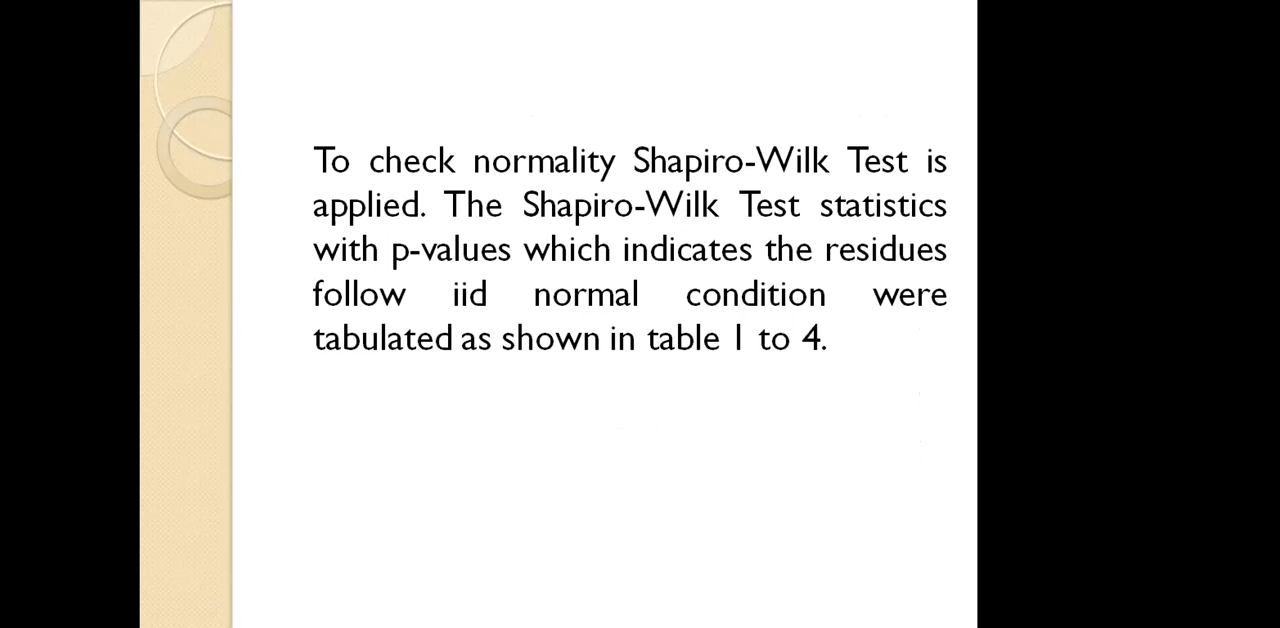 To check normality Shapiro-Wilk Test is
applied. The Shapiro-Wilk Test statistics
with p-values which indicates the residues
follow iid normal condition were
tabulated as shown in table 1 to 4.